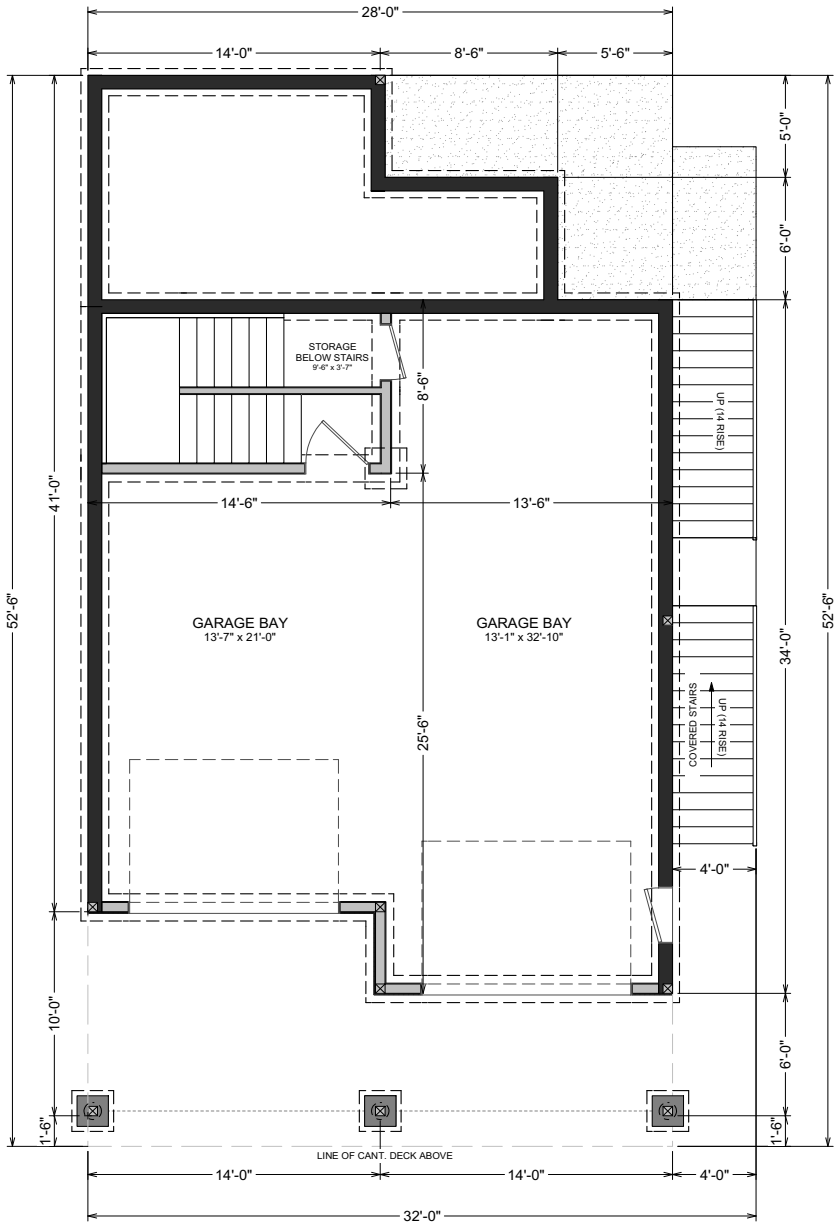 28'-0"
14'-0"
8'-6"
5'-6"
5'-0"
6'-0"
STORAGE
BELOW STAIRS
9'-6" x 3'-7"
8'-6"
UP (14 RISE)
41'-0"
14'-6"
13'-6"
52'-6"
52'-6"
GARAGE BAY
13'-7" x 21'-0"
GARAGE BAY
13'-1" x 32'-10"
34'-0"
25'-6"
COVERED STAIRS
UP (14 RISE)
4'-0"
10'-0"
6'-0"
1'-6"
1'-6"
LINE OF CANT. DECK ABOVE
14'-0"
14'-0"
4'-0"
32'-0"